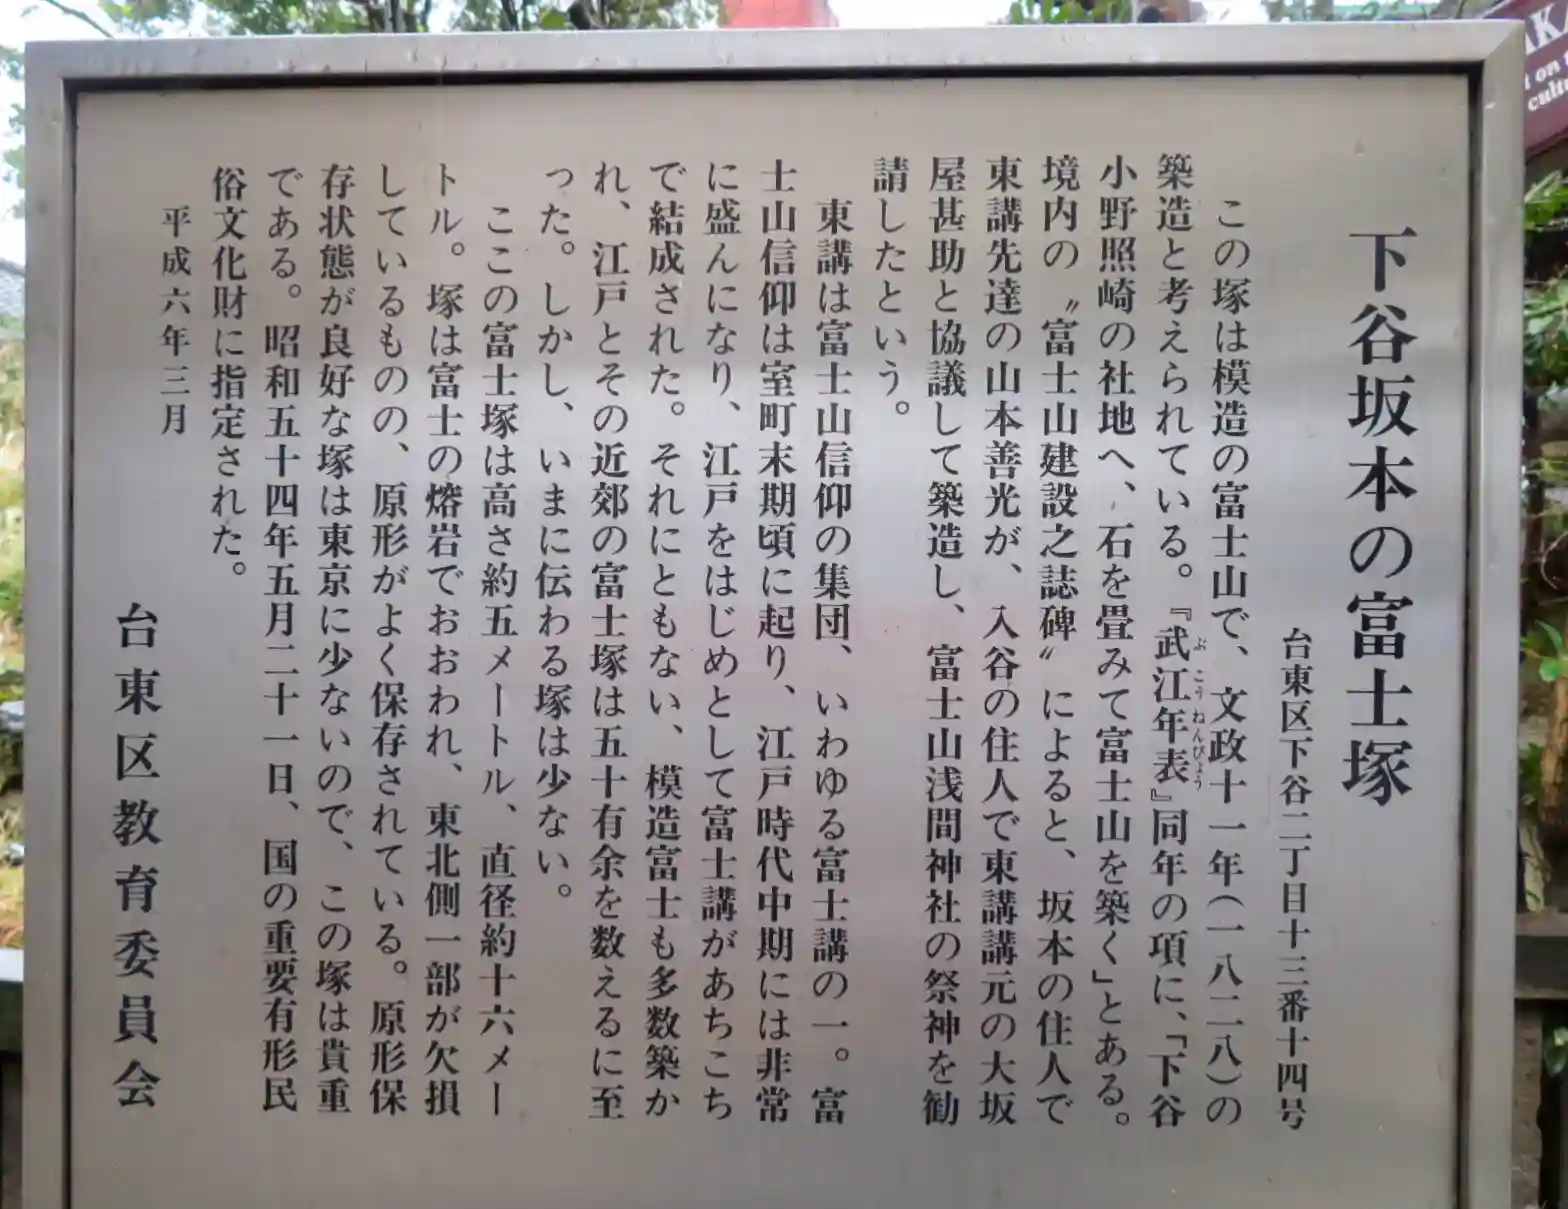 下谷坂本の富士塚
台東区下谷二丁目十三番十四号
この塚は模造の富士山で、文政十一年(一八二八)の
築造と考えられている。『武江年表』同年の項に、「下谷
ぶこうねんぴょう
小野照崎の社地へ、石を畳みて富士山を築く」とある。
境内の〝富士山建設之誌碑〟によると、坂本の住人で
東講先達の山本善光が、入谷の住人で東講講元の大坂
屋甚助と協議して築造し、富士山浅間神社の祭神を勧
請したという。
東講は富士山信仰の集団、いわゆる富士講の一。富
士山信仰は室町末期頃に起り、江戸時代中期には非常
に盛んになり、江戸をはじめとして富士講があちこち
で結成された。それにともない、模造富士も多数築か
れ、江戸とその近郊の富士塚は五十有余を数えるに至
った。しかし、いまに伝わる塚は少ない。
ここの富士塚は高さ約五メートル、直径約十六メー
トル。塚は富士の熔岩でおおわれ、東北側一部が欠損
しているものの、原形がよく保存されている。原形保
存状態が良好な塚は東京に少ないので、この塚は貴重
である。昭和五十四年五月二十一日、国の重要有形民
俗文化財に指定された。
平成六年三月
台東区教育委員会
AK
t on t
cultu